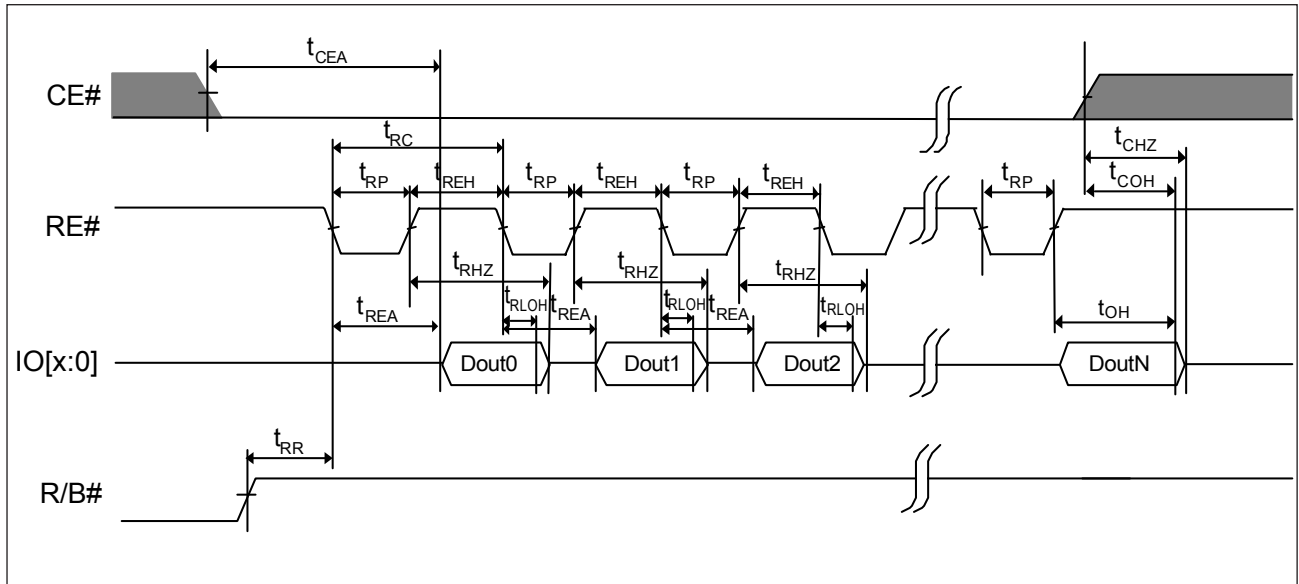 tCEA
CE#
tRC
tCHZ
tRP tREH tRP tREH tRP tREH tRP tCOH
RE#
tRHZ tRHZ tRHZ
tREA tRLOH tREA tRLOH tREA tRLOH tOH
IO[x:0] Dout0 Dout1 Dout2 DoutN
tRR
R/B#